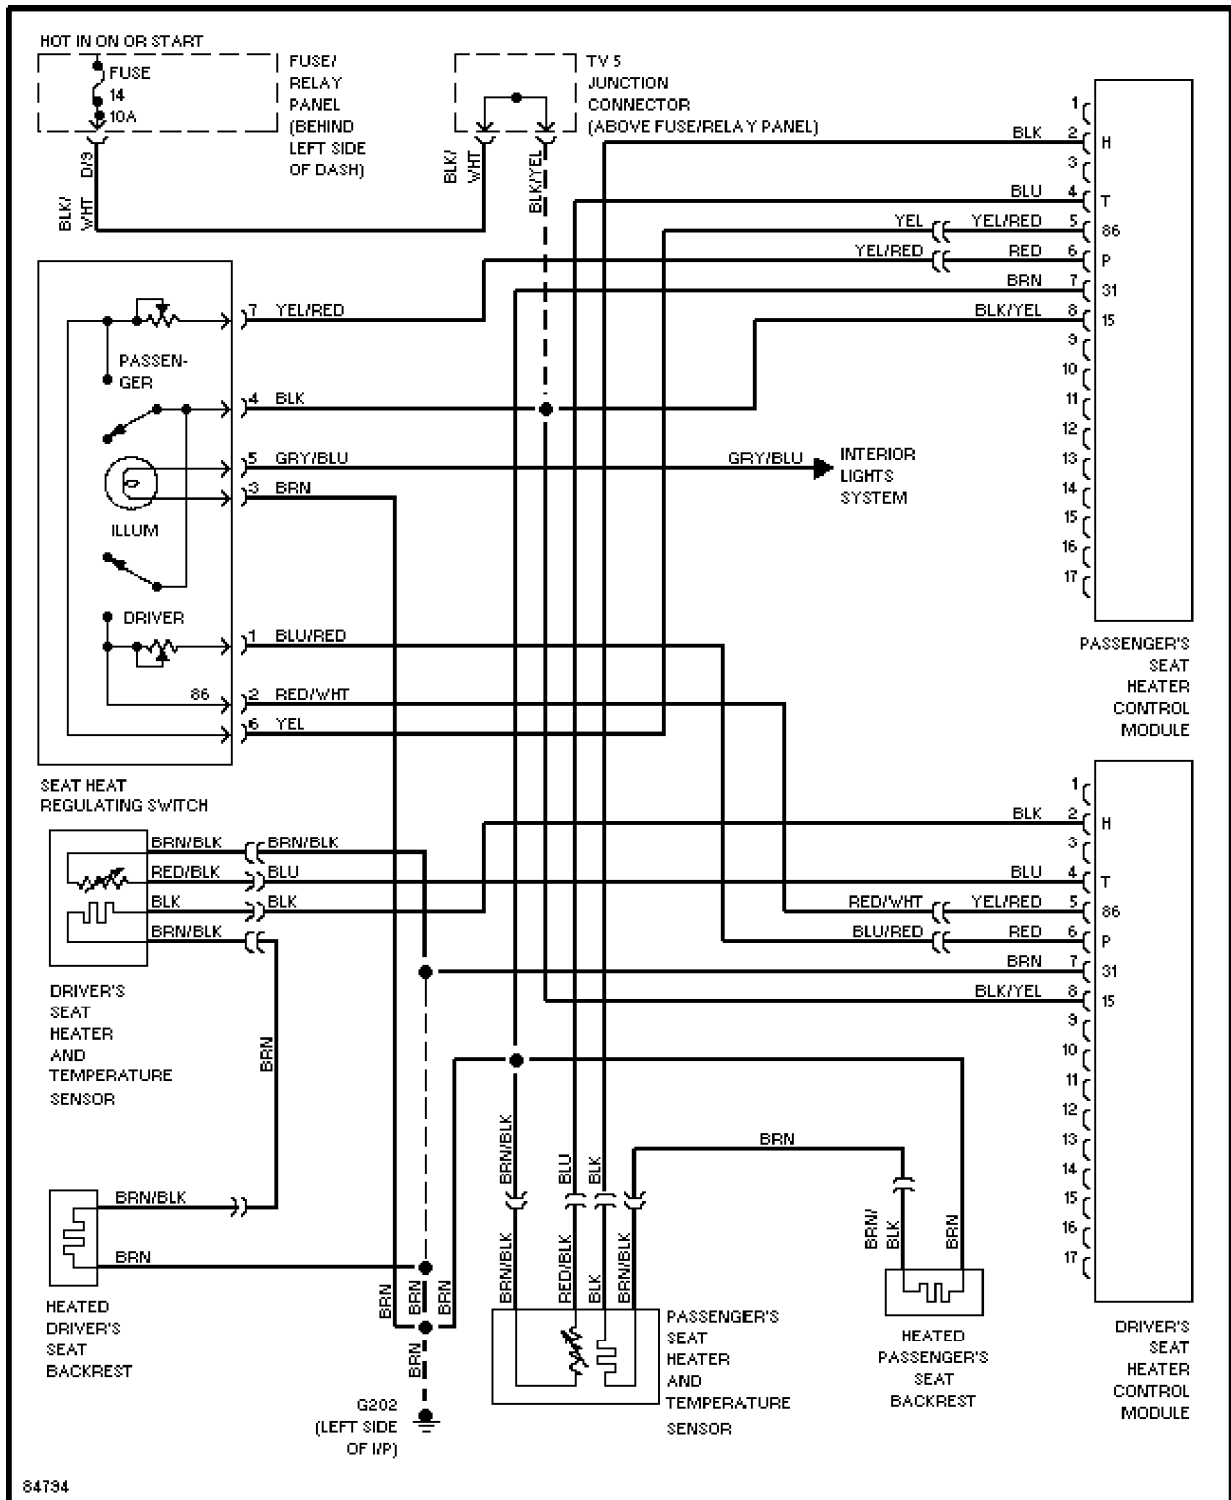 HOT IN ON OR START
FUSE
14
10A
FUSE/
RELAY
PANEL
(BEHIND
LEFT SIDE
OF DASH)
TV 5
JUNCTION
CONNECTOR
(ABOVE FUSE/RELAY PANEL)
D/9
BLK/
WHT
BLK/
WHT
BLK/YEL
1
BLK 2 H
3
BLU 4 T
YEL YEL/RED 5 86
YEL/RED RED 6 P
BRN 7 31
BLK/YEL 8 15
9
10
11
12
13
14
15
16
17
PASSENGER'S
SEAT
HEATER
CONTROL
MODULE
7 YEL/RED
PASSEN-
GER
4 BLK
5 GRY/BLU GRY/BLU
INTERIOR
LIGHTS
SYSTEM
3 BRN
ILLUM
DRIVER
1 BLU/RED
86 2 RED/WHT
6 YEL
SEAT HEAT
REGULATING SWITCH
1
BLK 2 H
3
BLU 4 T
RED/WHT YEL/RED 5 86
BLU/RED RED 6 P
BRN 7 31
BLK/YEL 8 15
9
10
11
12
13
14
15
16
17
DRIVER'S
SEAT
HEATER
CONTROL
MODULE
BRN/BLK BRN/BLK
RED/BLK BLU
BLK BLK
BRN/BLK
DRIVER'S
SEAT
HEATER
AND
TEMPERATURE
SENSOR
BRN
BRN/BLK
BRN
HEATED
DRIVER'S
SEAT
BACKREST
BRN
BRN
BRN
BRN
G202
(LEFT SIDE
OF I/P)
BRN/BLK
BLU
BLK
BRN
BRN/BLK
RED/BLK
BLK
BRN/BLK
PASSENGER'S
SEAT
HEATER
AND
TEMPERATURE
SENSOR
BRN/
BLK
BRN
HEATED
PASSENGER'S
SEAT
BACKREST
84794